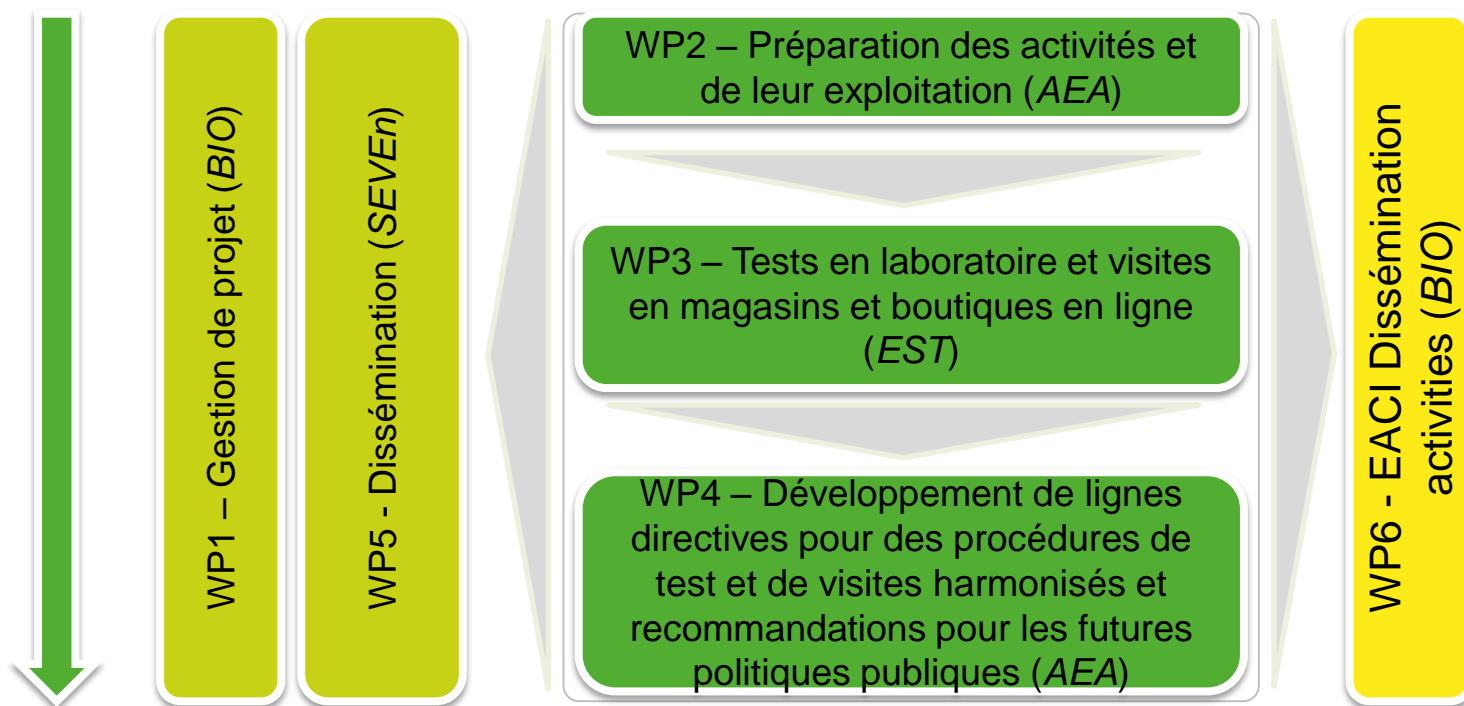 WP1 – Gestion de projet (BIO)
WP5 - Dissémination (SEVEn)
WP2 – Préparation des activités et
de leur exploitation (AEA)
WP3 – Tests en laboratoire et visites
en magasins et boutiques en ligne
(EST)
WP4 – Développement de lignes
directives pour des procédures de
test et de visites harmonisés et
recommandations pour les futures
politiques publiques (AEA)
WP6 - EACI Dissémination
activities (BIO)